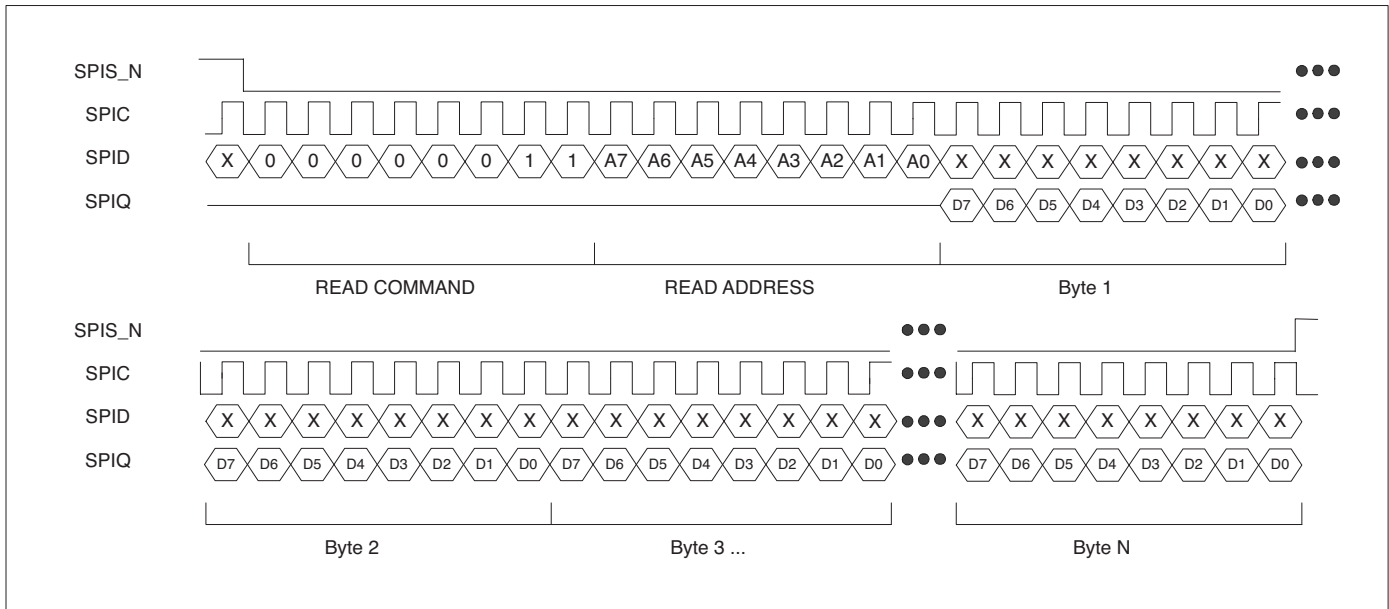 SPIS_N
SPIC
SPID X 0 0 0 0 0 0 1 1 A7 A6 A5 A4 A3 A2 A1 A0 X X X X X X X X
SPIQ D7 D6 D5 D4 D3 D2 D1 D0
READ COMMAND READ ADDRESS Byte 1
SPIS_N
SPIC
SPID X X X X X X X X X X X X X X X X X X X X X X X X
SPIQ D7 D6 D5 D4 D3 D2 D1 D0 D7 D6 D5 D4 D3 D2 D1 D0 D7 D6 D5 D4 D3 D2 D1 D0
Byte 2 Byte 3 ... Byte N